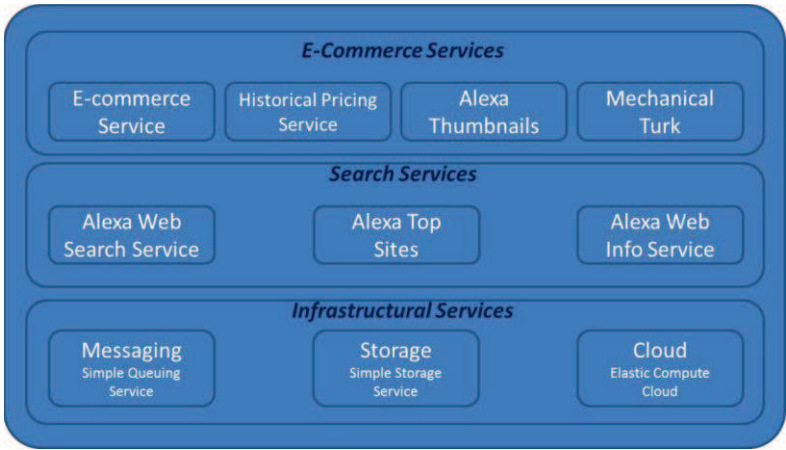 E-Commerce Services
E-commerce
Service
Historical Pricing
Service
Alexa
Thumbnails
Mechanical
Turk
Search Services
Alexa Web
Search Service
Alexa Top
Sites
Alexa Web
Info Service
Infrastructural Services
Messaging
Simple Queuing
Service
Storage
Simple Storage
Service
Cloud
Elastic Compute
Cloud